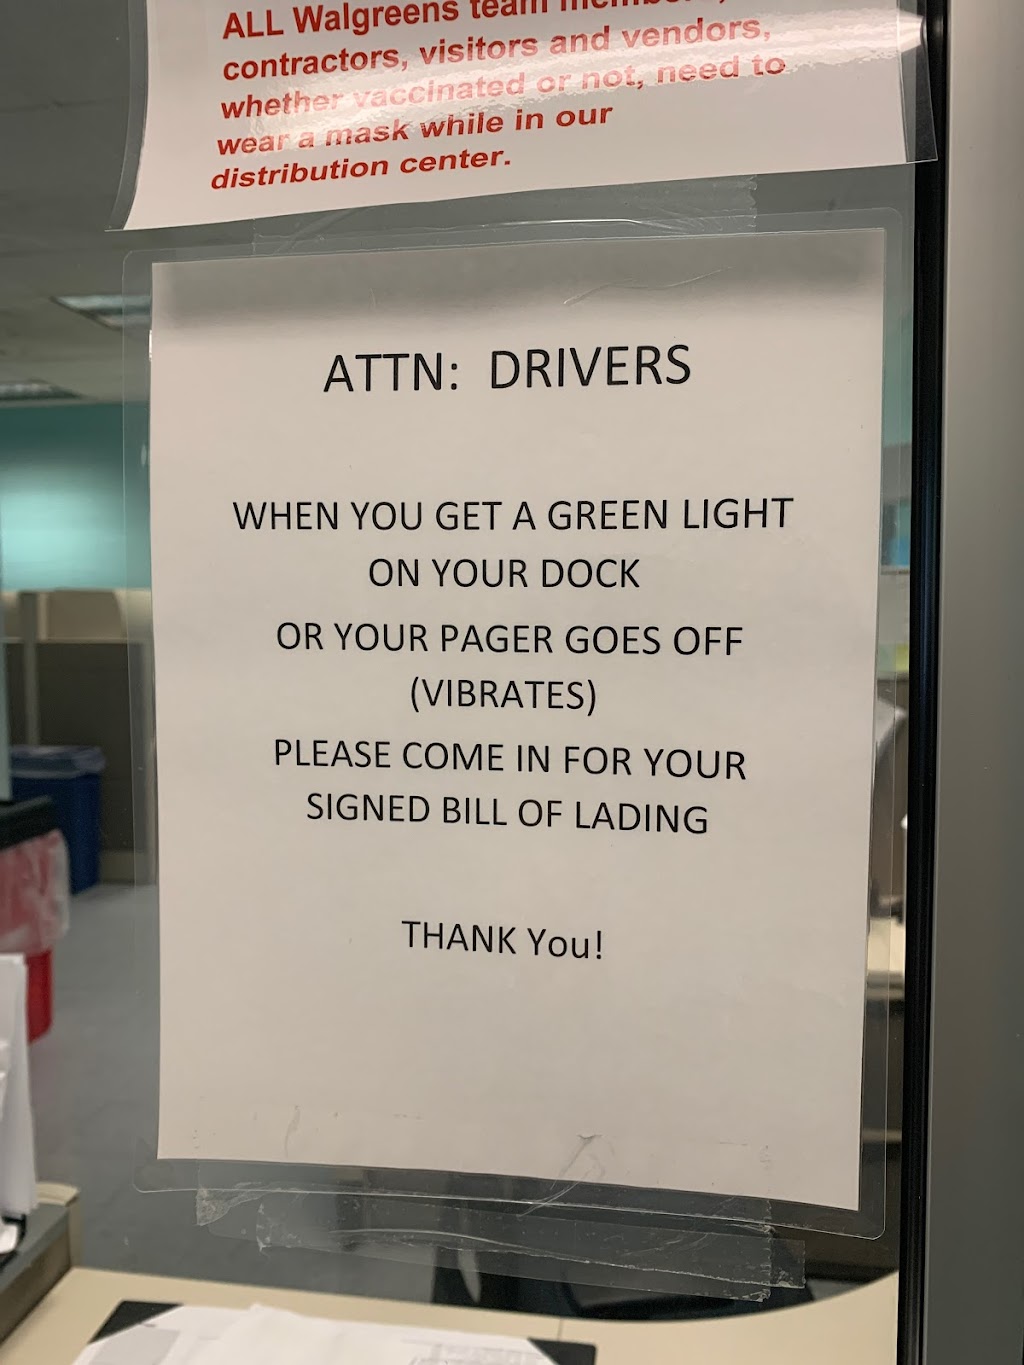 ALL Walgreens team members,
contractors, visitors and vendors,
whether vaccinated or not, need to
wear a mask while in our
distribution center.
ATTN: DRIVERS
WHEN YOU GET A GREEN LIGHT
ON YOUR DOCK
OR YOUR PAGER GOES OFF
(VIBRATES)
PLEASE COME IN FOR YOUR
SIGNED BILL OF LADING
THANK You!